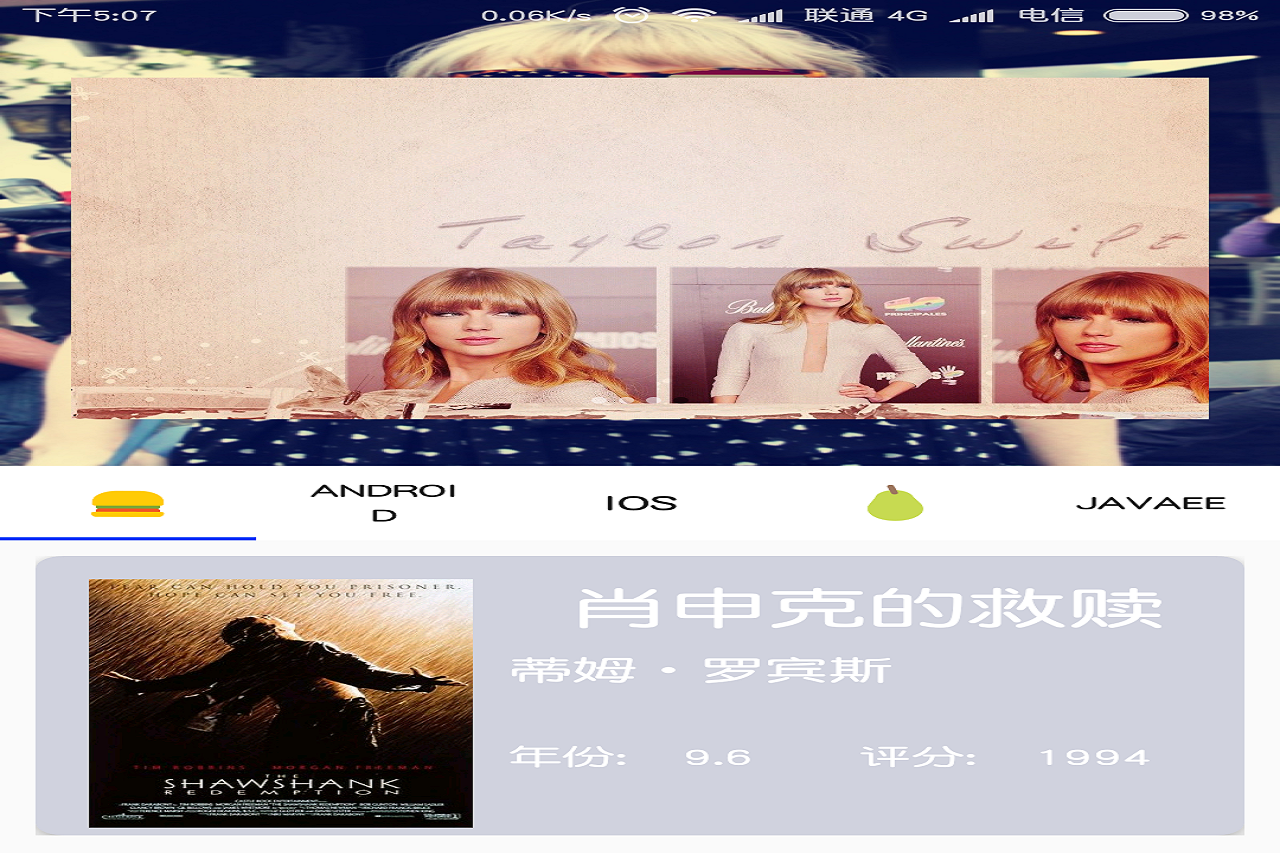 下午5:07 0.06K/s 联通 4G 电信 98%
Taylor Swift
PRINCIPALES
ANDROI
D
IOS
JAVAEE
FEAR CAN HOLD YOU PRISONER.
HOPE CAN SET YOU FREE.
TIM ROBBINS MORGAN FREEMAN
THE
SHAWSHANK
REDEMPTION
肖申克的救赎
蒂姆·罗宾斯
年份: 9.6 评分: 1994